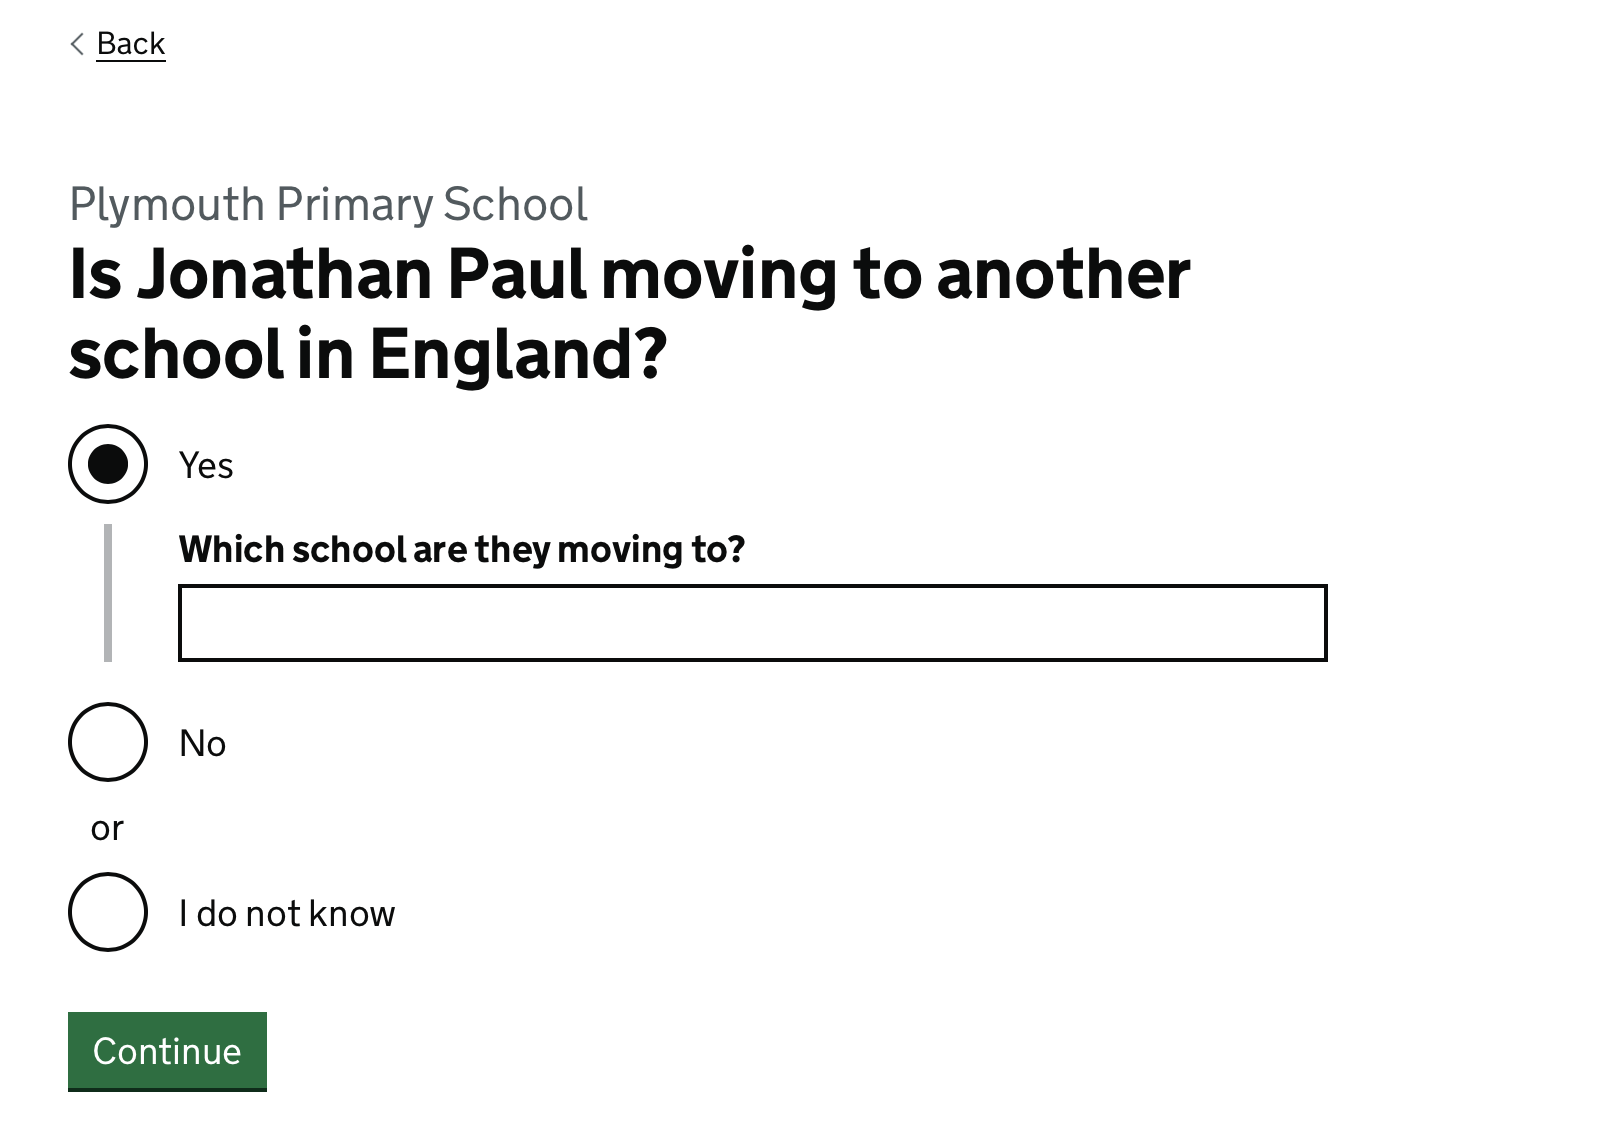 Back
Plymouth Primary School
Is Jonathan Paul moving to another
school in England?
Yes
Which school are they moving to?
No
or
I do not know
Continue